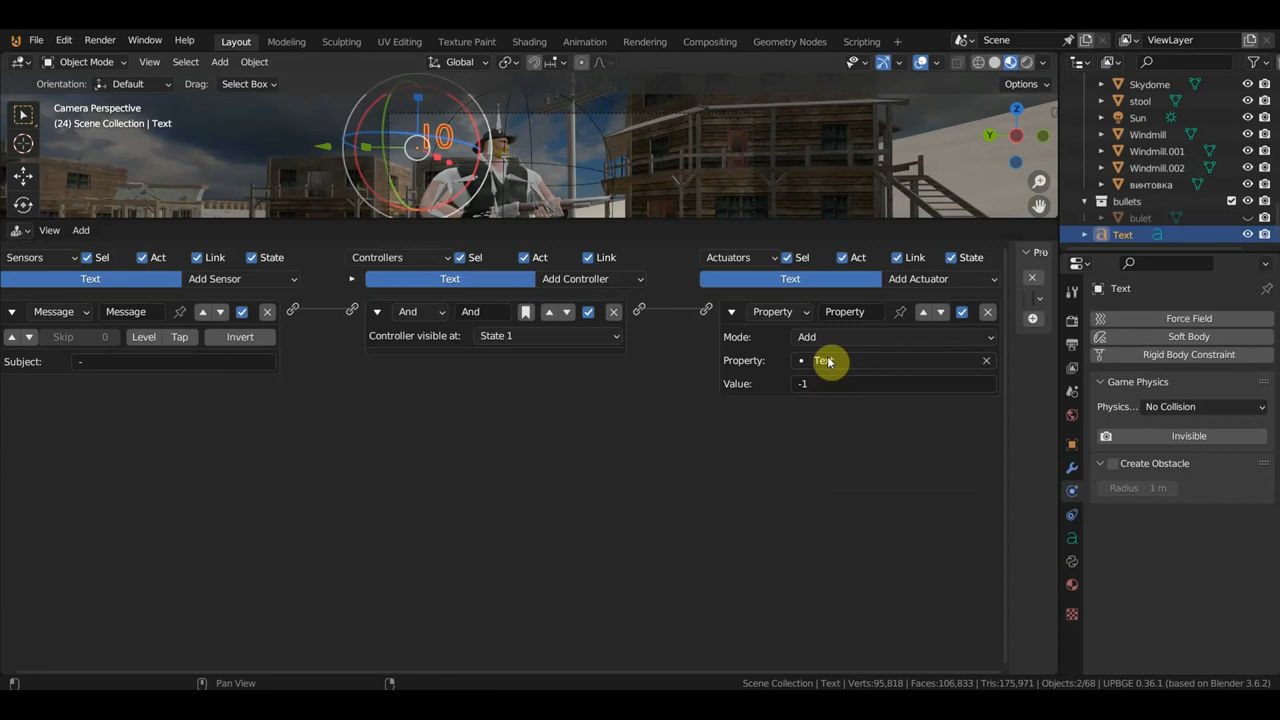 File Edit Render Window Help Layout Modeling Sculpting UV Editing Texture Paint Shading Animation Rendering Compositing Geometry Nodes Scripting + Scene ViewLayer
Object Mode View Select Add Object Global
Orientation: Default Drag: Select Box Options
Camera Perspective
(24) Scene Collection | Text
10
Z
Y
Skydome
stool
Sun
Windmill
Windmill.001
Windmill.002
винтовка
bullets
bulet
Text
View Add
Sensors Sel Act Link State Controllers Sel Act Link Actuators Sel Act Link State Pro
Text Add Sensor Text Add Controller Text Add Actuator
Message Message And And Property Property
Skip 0 Level Tap Invert Controller visible at: State 1 Mode: Add
Subject: - Property: Text
Value: -1
Text
Force Field
Soft Body
Rigid Body Constraint
Game Physics
Physics... No Collision
Invisible
Create Obstacle
Radius 1 m
Pan View Scene Collection | Text | Verts:95,818 | Faces:106,833 | Tris:175,971 | Objects:2/68 | UPBGE 0.36.1 (based on Blender 3.6.2)